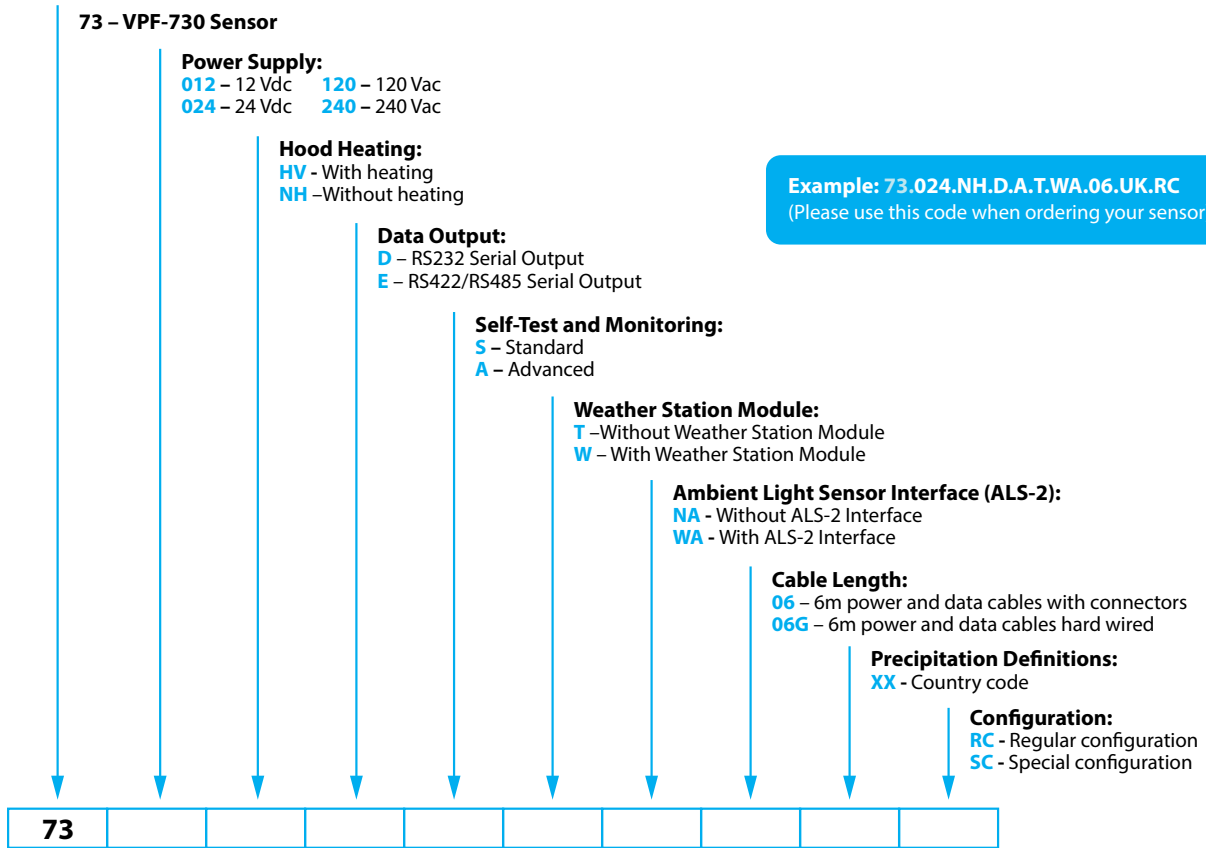 73 – VPF-730 Sensor
Power Supply:
012 – 12 Vdc 120 – 120 Vac
024 – 24 Vdc 240 – 240 Vac
Hood Heating:
HV - With heating
NH –Without heating
Example: 73.024.NH.D.A.T.WA.06.UK.RC
(Please use this code when ordering your sensor
Data Output:
D – RS232 Serial Output
E – RS422/RS485 Serial Output
Self-Test and Monitoring:
S – Standard
A – Advanced
Weather Station Module:
T –Without Weather Station Module
W – With Weather Station Module
Ambient Light Sensor Interface (ALS-2):
NA - Without ALS-2 Interface
WA - With ALS-2 Interface
Cable Length:
06 – 6m power and data cables with connectors
06G – 6m power and data cables hard wired
Precipitation Definitions:
XX - Country code
Configuration:
RC - Regular configuration
SC - Special configuration
73